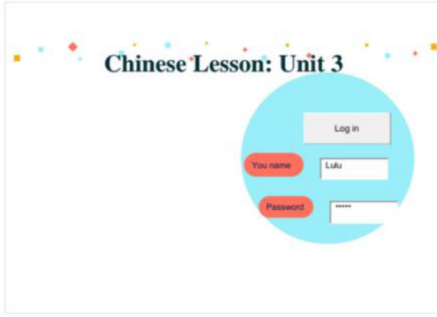 Chinese Lesson: Unit 3
Log in
You name
Lulu
Password
*****